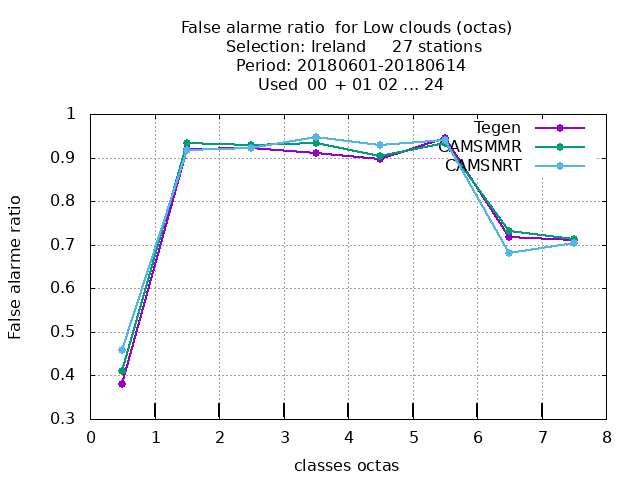 False alarme ratio  for Low clouds (octas)
Selection: Ireland     27 stations
Period: 20180601-20180614
Used  00 + 01 02 ... 24
Tegen
CAMSMMR
CAMSNRT
1
0.9
0.8
0.7
0.6
0.5
0.4
0.3
False alarme ratio
0 1 2 3 4 5 6 7 8
classes octas